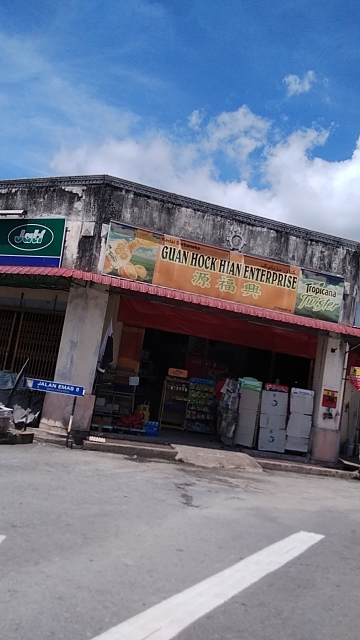 Jati
GUAN HOCK HIAN ENTERPRISE
源福興
Tropicana
Twister
JALAN EMAS 8